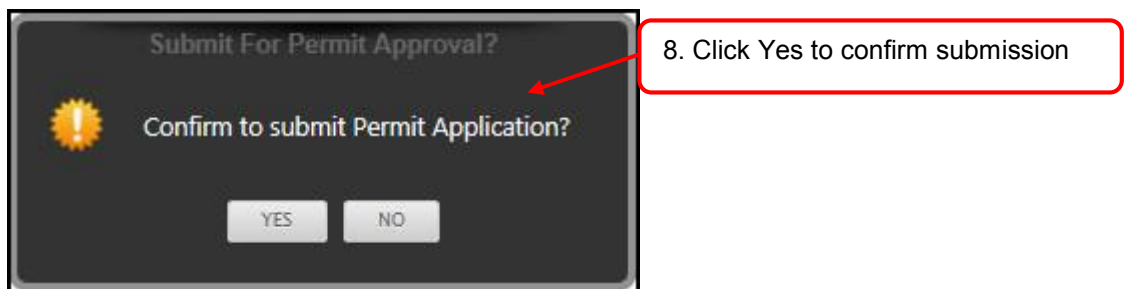 Submit For Permit Approval?
8. Click Yes to confirm submission
Confirm to submit Permit Application?
YES
NO